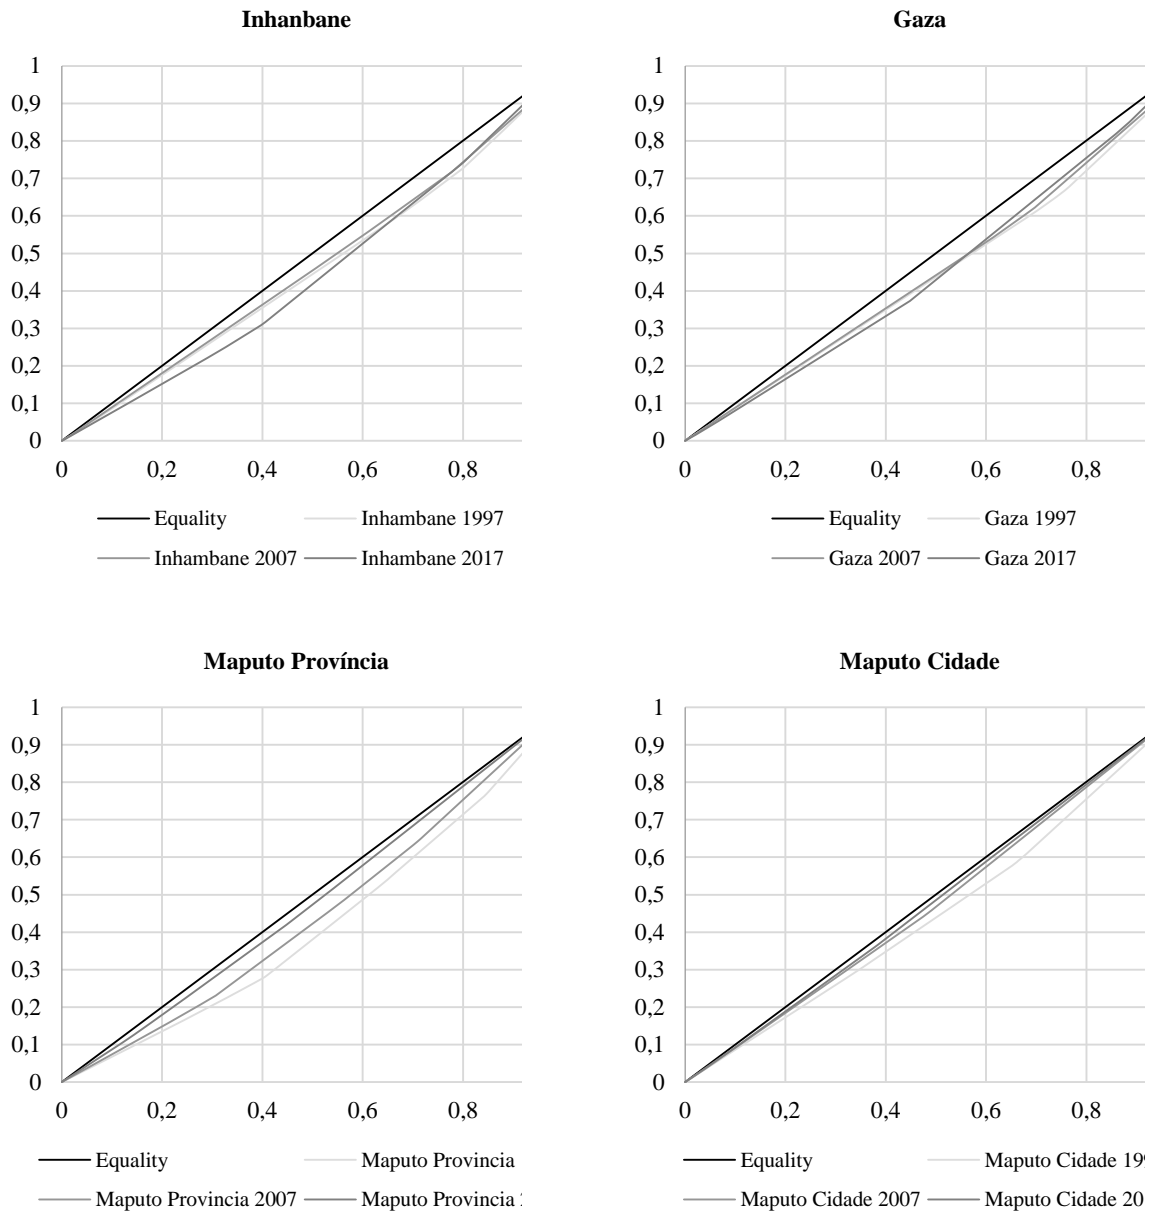 Inhanbane
1
0,9
0,8
0,7
0,6
0,5
0,4
0,3
0,2
0,1
0
0 0,2 0,4 0,6 0,8
Equality Inhambane 1997
Inhambane 2007 Inhambane 2017
Gaza
1
0,9
0,8
0,7
0,6
0,5
0,4
0,3
0,2
0,1
0
0 0,2 0,4 0,6 0,8
Equality Gaza 1997
Gaza 2007 Gaza 2017
Maputo Província
1
0,9
0,8
0,7
0,6
0,5
0,4
0,3
0,2
0,1
0
0 0,2 0,4 0,6 0,8
Equality Maputo Provincia
Maputo Provincia 2007 Maputo Provincia
Maputo Cidade
1
0,9
0,8
0,7
0,6
0,5
0,4
0,3
0,2
0,1
0
0 0,2 0,4 0,6 0,8
Equality Maputo Cidade
Maputo Cidade 2007 Maputo Cidade 20